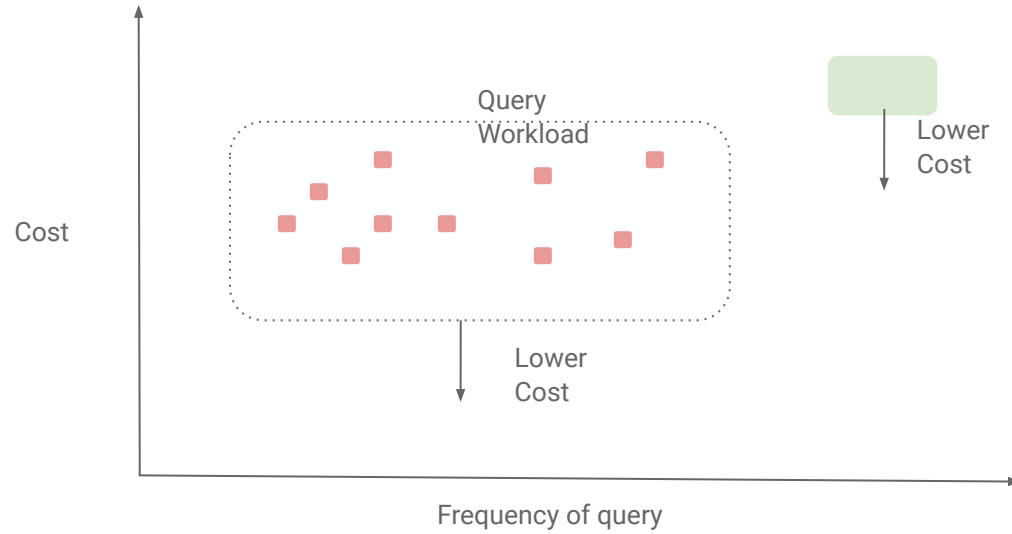 Query
Workload
Lower
Cost
Cost
Lower
Cost
Frequency of query